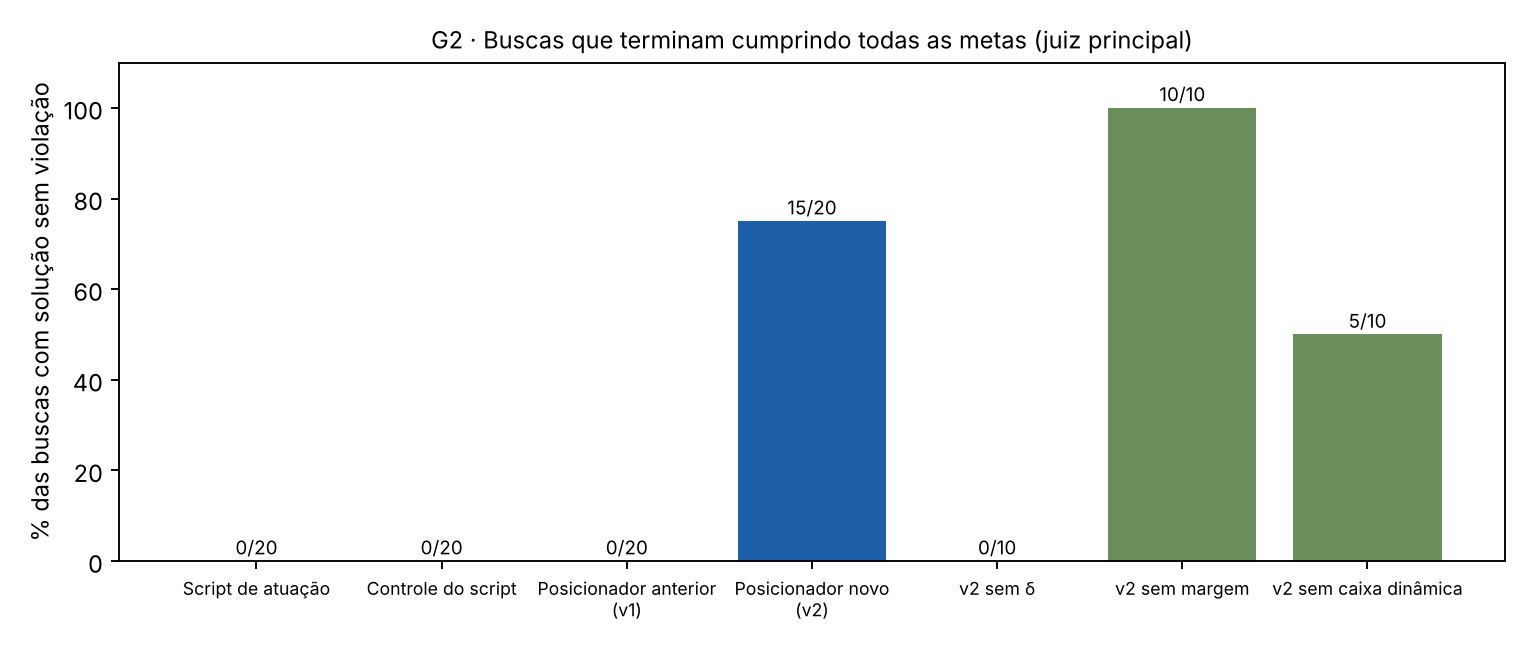 G2 · Buscas que terminam cumprindo todas as metas (juiz principal)
% das buscas com solução sem violação
100
80
60
40
20
0
0/20
0/20
0/20
15/20
0/10
10/10
5/10
Script de atuação
Controle do script
Posicionador anterior
(v1)
Posicionador novo
(v2)
v2 sem δ
v2 sem margem
v2 sem caixa dinâmica